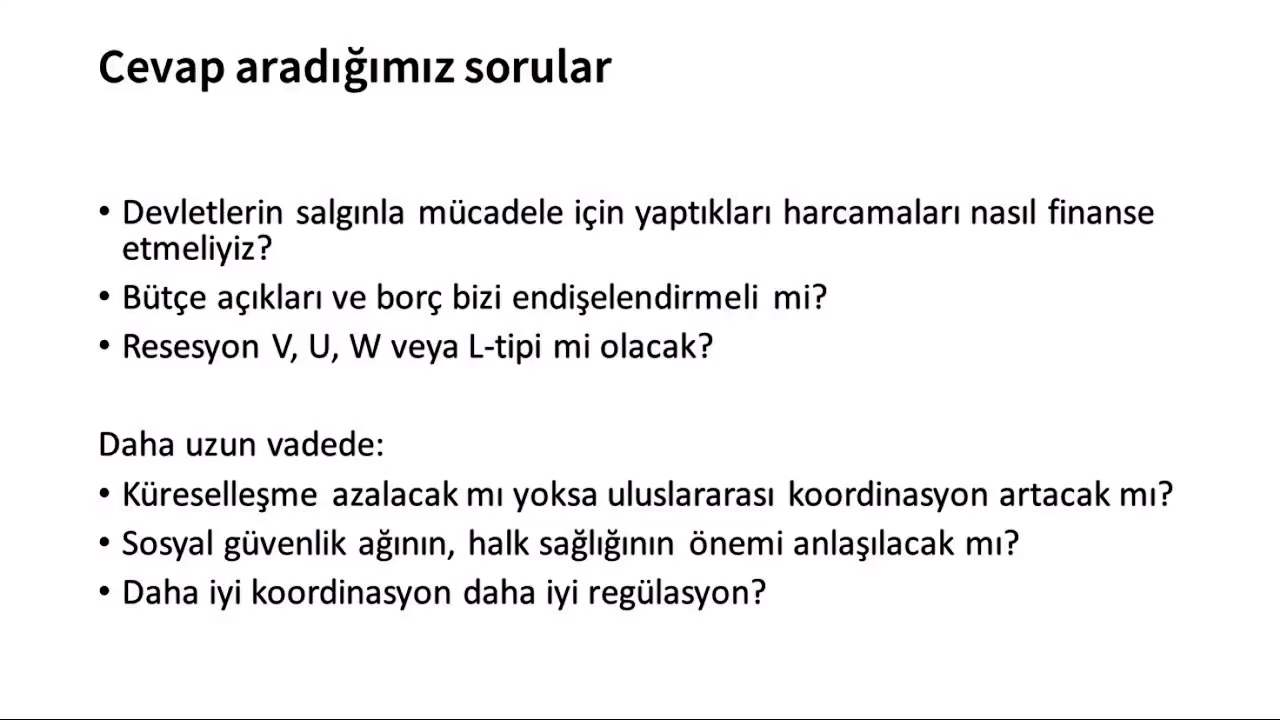 Cevap aradığımız sorular
• Devletlerin salgınla mücadele için yaptıkları harcamaları nasıl finanse
etmeliyiz?
• Bütçe açıkları ve borç bizi endişelendirmeli mi?
• Resesyon V, U, W veya L-tipi mi olacak?
Daha uzun vadede:
• Küreselleşme azalacak mı yoksa uluslararası koordinasyon artacak mı?
• Sosyal güvenlik ağının, halk sağlığının önemi anlaşılacak mı?
• Daha iyi koordinasyon daha iyi regülasyon?